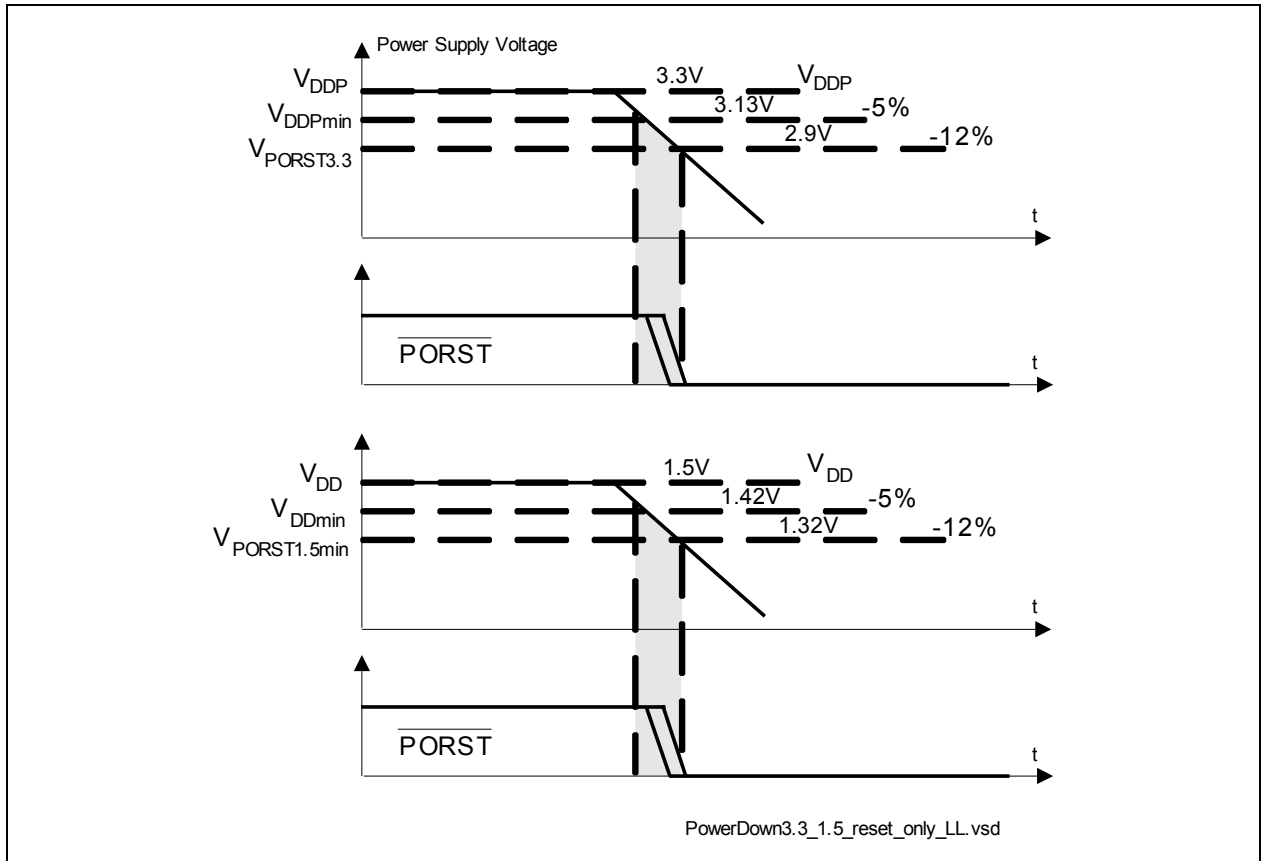 Power Supply Voltage
VDDP 3.3V VDDP
VDDPmin 3.13V -5%
VPORST3.3 2.9V -12%
t
PORST
t
VDD 1.5V VDD
VDDmin 1.42V -5%
VPORST1.5min 1.32V -12%
t
PORST
t
PowerDown3.3_1.5_reset_only_LL.vsd